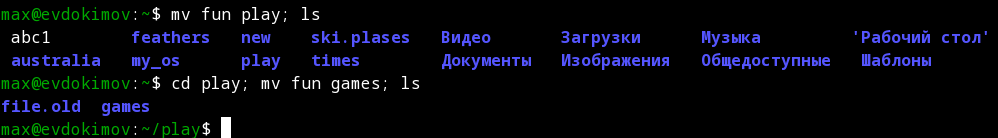 max@evdokimov:~$ mv fun play; ls
abc1 feathers new ski.plases Видео Загрузки Музыка 'Рабочий стол'
australia my_os play times Документы Изображения Общедоступные Шаблоны
max@evdokimov:~$ cd play; mv fun games; ls
file.old games
max@evdokimov:~/play$